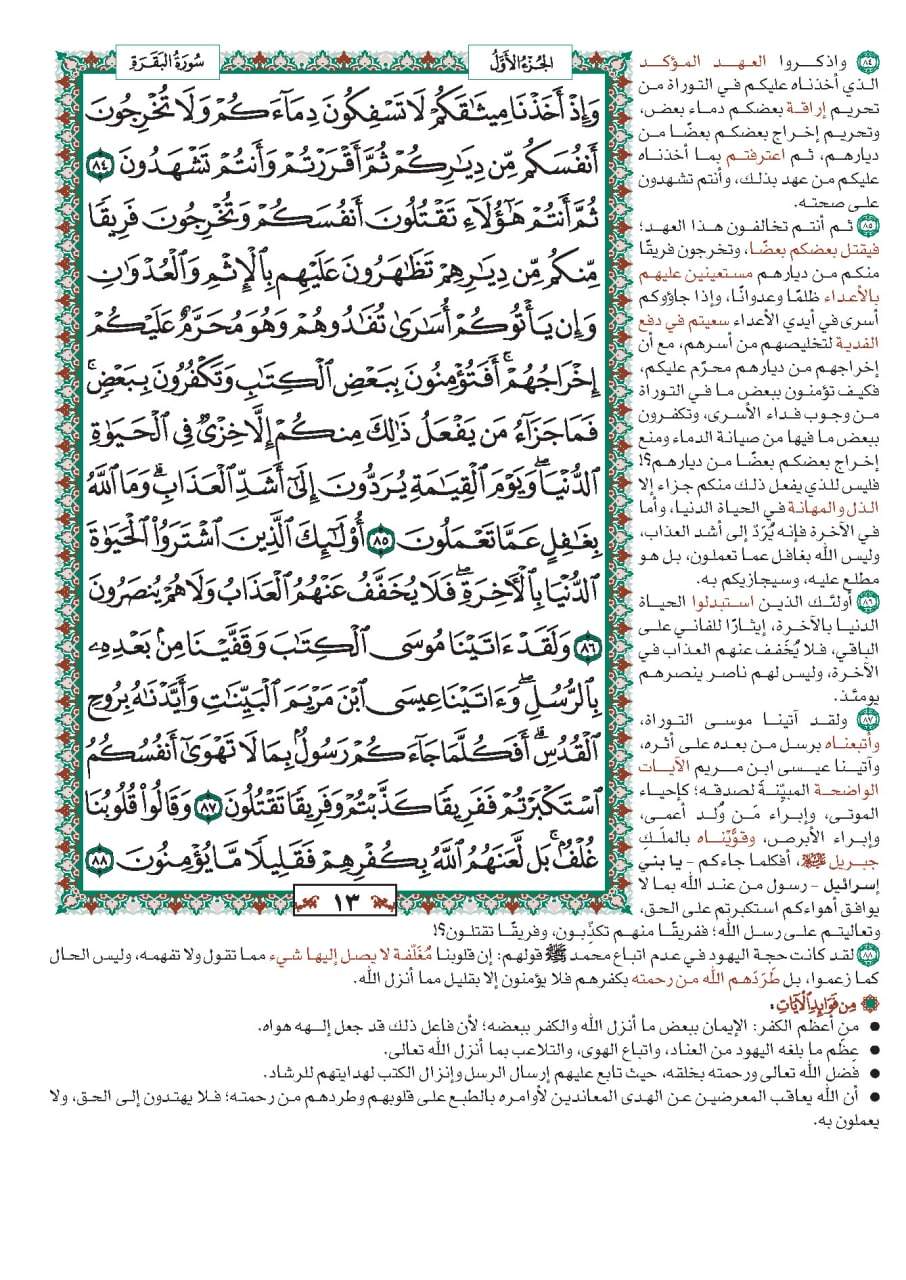 سُورَةُ البَقَرَةِ
الجُزءُ الأَوَّلُ
وَإِذْ أَخَذْنَا مِيثَٰقَكُمْ لَا تَسْفِكُونَ دِمَآءَكُمْ وَلَا تُخْرِجُونَ
أَنفُسَكُم مِّن دِيَٰرِكُمْ ثُمَّ أَقْرَرْتُمْ وَأَنتُمْ تَشْهَدُونَ ٨٤
ثُمَّ أَنتُمْ هَٰٓؤُلَآءِ تَقْتُلُونَ أَنفُسَكُمْ وَتُخْرِجُونَ فَرِيقًا
مِّنكُم مِّن دِيَٰرِهِمْ تَظَٰهَرُونَ عَلَيْهِم بِٱلْإِثْمِ وَٱلْعُدْوَٰنِ
وَإِن يَأْتُوكُمْ أُسَٰرَىٰ تُفَٰدُوهُمْ وَهُوَ مُحَرَّمٌ عَلَيْكُمْ
إِخْرَاجُهُمْ ۚ أَفَتُؤْمِنُونَ بِبَعْضِ ٱلْكِتَٰبِ وَتَكْفُرُونَ بِبَعْضٍ ۚ
فَمَا جَزَآءُ مَن يَفْعَلُ ذَٰلِكَ مِنكُمْ إِلَّا خِزْىٌ فِى ٱلْحَيَوٰةِ
ٱلدُّنْيَا ۖ وَيَوْمَ ٱلْقِيَٰمَةِ يُرَدُّونَ إِلَىٰٓ أَشَدِّ ٱلْعَذَابِ ۗ وَمَا ٱللَّهُ
بِغَٰفِلٍ عَمَّا تَعْمَلُونَ ٨٥ أُو۟لَٰٓئِكَ ٱلَّذِينَ ٱشْتَرَوُا۟ ٱلْحَيَوٰةَ
ٱلدُّنْيَا بِٱلْءَاخِرَةِ ۖ فَلَا يُخَفَّفُ عَنْهُمُ ٱلْعَذَابُ وَلَا هُمْ يُنصَرُونَ
٨٦ وَلَقَدْ ءَاتَيْنَا مُوسَى ٱلْكِتَٰبَ وَقَفَّيْنَا مِنۢ بَعْدِهِۦ
بِٱلرُّسُلِ ۖ وَءَاتَيْنَا عِيسَى ٱبْنَ مَرْيَمَ ٱلْبَيِّنَٰتِ وَأَيَّدْنَٰهُ بِرُوحِ
ٱلْقُدُسِ ۗ أَفَكُلَّمَا جَآءَكُمْ رَسُولٌۢ بِمَا لَا تَهْوَىٰٓ أَنفُسُكُمُ
ٱسْتَكْبَرْتُمْ فَفَرِيقًا كَذَّبْتُمْ وَفَرِيقًا تَقْتُلُونَ ٨٧ وَقَالُوا۟ قُلُوبُنَا
غُلْفٌۢ ۚ بَل لَّعَنَهُمُ ٱللَّهُ بِكُفْرِهِمْ فَقَلِيلًا مَّا يُؤْمِنُونَ ٨٨
١٣
٨٤ واذكروا العهد المؤكد
الذي أخذناه عليكم في التوراة من
تحريم إراقة بعضكم دماء بعض،
وتحريم إخراج بعضكم بعضًا من
ديارهم، ثم اعترفتم بما أخذناه
عليكم من عهد بذلك، وأنتم تشهدون
على صحته.
٨٥ ثم أنتم تخالفون هذا العهد؛
فيقتل بعضكم بعضًا، وتخرجون فريقًا
منكم من ديارهم مستعينين عليهم
بالأعداء ظلمًا وعدوانًا، وإذا جاؤوكم
أسرى في أيدي الأعداء سعيتم في دفع
الفدية لتخليصهم من أسرهم، مع أن
إخراجهم من ديارهم محرّم عليكم،
فكيف تؤمنون ببعض ما في التوراة
من وجوب فداء الأسرى، وتكفرون
ببعض ما فيها من صيانة الدماء ومنع
إخراج بعضكم بعضًا من ديارهم؟!
فليس للذي يفعل ذلك منكم جزاء إلا
الذل والمهانة في الحياة الدنيا، وأما
في الآخرة فإنه يُرَدّ إلى أشد العذاب،
وليس الله بغافل عما تعملون، بل هو
مطلع عليه، وسيجازيكم به.
٨٦ أولئك الذين استبدلوا الحياة
الدنيا بالآخرة، إيثارًا للفاني على
الباقي، فلا يُخَفف عنهم العذاب في
الآخرة، وليس لهم ناصر ينصرهم
يومئذ.
٨٧ ولقد آتينا موسى التوراة،
وأتبعناه برسل من بعده على أثره،
وآتينا عيسى ابن مريم الآيات
الواضحة المبيِّنةَ لصدقه؛ كإحياء
الموتى، وإبراء مَن وُلد أعمى،
وإبراء الأبرص، وقوَّيْناه بالملَكِ
جبريل ﷺ، أفكلما جاءكم - يا بني
إسرائيل - رسول من عند الله بما لا
يوافق أهواءكم استكبرتم على الحق،
وتعاليتم على رسل الله؛ ففريقًا منهم تكذِّبون، وفريقًا تقتلون؟!
٨٨ لقد كانت حجة اليهود في عدم اتباع محمد ﷺ قولهم: إن قلوبنا مُغَلَّفة لا يصل إليها شيء مما تقول ولا تفهمه، وليس الحال
كما زعموا، بل طَرَدَهم الله من رحمته بكفرهم فلا يؤمنون إلا بقليل مما أنزل الله.
مِن فَوَائِدِ الآيَاتِ:
● من أعظم الكفر: الإيمان ببعض ما أنزل الله والكفر ببعضه؛ لأن فاعل ذلك قد جعل إلهه هواه.
● عِظَم ما بلغه اليهود من العناد، واتباع الهوى، والتلاعب بما أنزل الله تعالى.
● فضل الله تعالى ورحمته بخلقه، حيث تابع عليهم إرسال الرسل وإنزال الكتب لهدايتهم للرشاد.
● أن الله يعاقب المعرضين عن الهدى المعاندين لأوامره بالطبع على قلوبهم وطردهم من رحمته؛ فلا يهتدون إلى الحق، ولا
يعملون به.